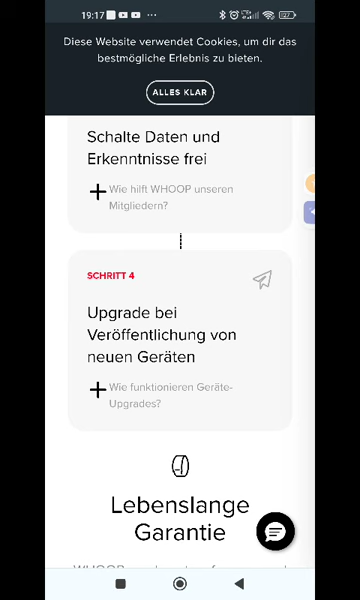 19:17
Diese Website verwendet Cookies, um dir das
bestmögliche Erlebnis zu bieten.
ALLES KLAR
Schalte Daten und
Erkenntnisse frei
Wie hilft WHOOP unseren
Mitgliedern?
SCHRITT 4
Upgrade bei
Veröffentlichung von
neuen Geräten
Wie funktionieren Geräte-
Upgrades?
Lebenslange
Garantie